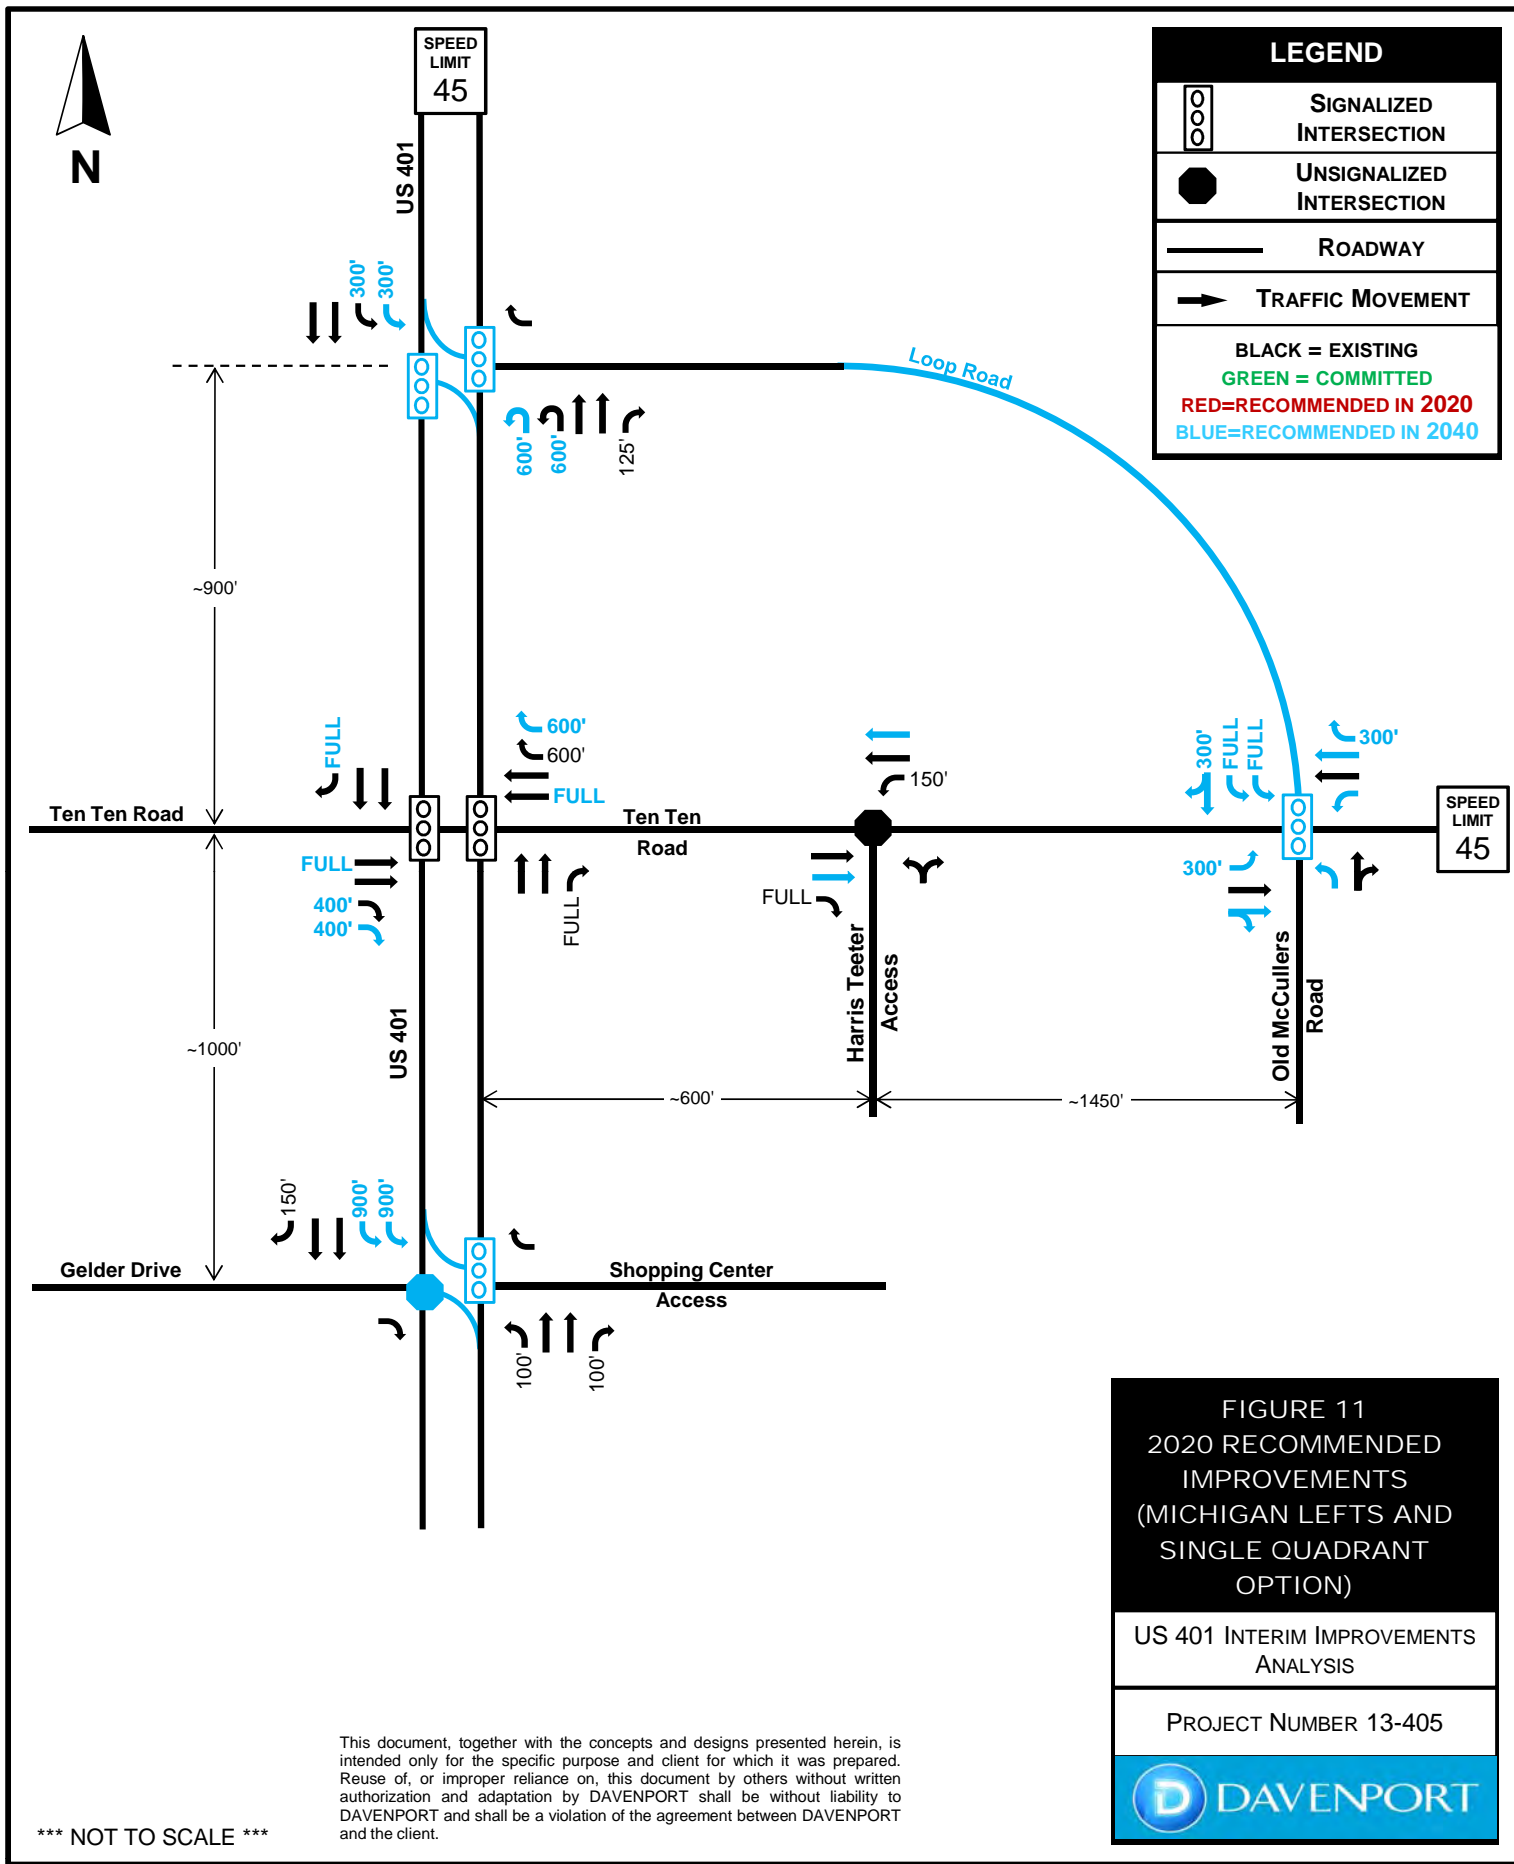 SPEED
LIMIT
45
N
US 401
LEGEND
SIGNALIZED
INTERSECTION
UNSIGNALIZED
INTERSECTION
ROADWAY
TRAFFIC MOVEMENT
BLACK = EXISTING
GREEN = COMMITTED
RED=RECOMMENDED IN 2020
BLUE=RECOMMENDED IN 2040
300'
300'
Loop Road
600'
600'
125'
~900'
FULL
600'
600'
FULL
150'
300'
FULL
FULL
300'
Ten Ten Road
Ten Ten
Road
SPEED
LIMIT
45
FULL
400'
400'
FULL
FULL
300'
Harris Teeter
Access
Old McCullers
Road
US 401
~1000'
~600'
~1450'
150'
900'
900'
Gelder Drive
Shopping Center
Access
100'
100'
FIGURE 11
2020 RECOMMENDED
IMPROVEMENTS
(MICHIGAN LEFTS AND
SINGLE QUADRANT
OPTION)
US 401 INTERIM IMPROVEMENTS
ANALYSIS
PROJECT NUMBER 13-405
D DAVENPORT
This document, together with the concepts and designs presented herein, is
intended only for the specific purpose and client for which it was prepared.
Reuse of, or improper reliance on, this document by others without written
authorization and adaptation by DAVENPORT shall be without liability to
DAVENPORT and shall be a violation of the agreement between DAVENPORT
and the client.
*** NOT TO SCALE ***